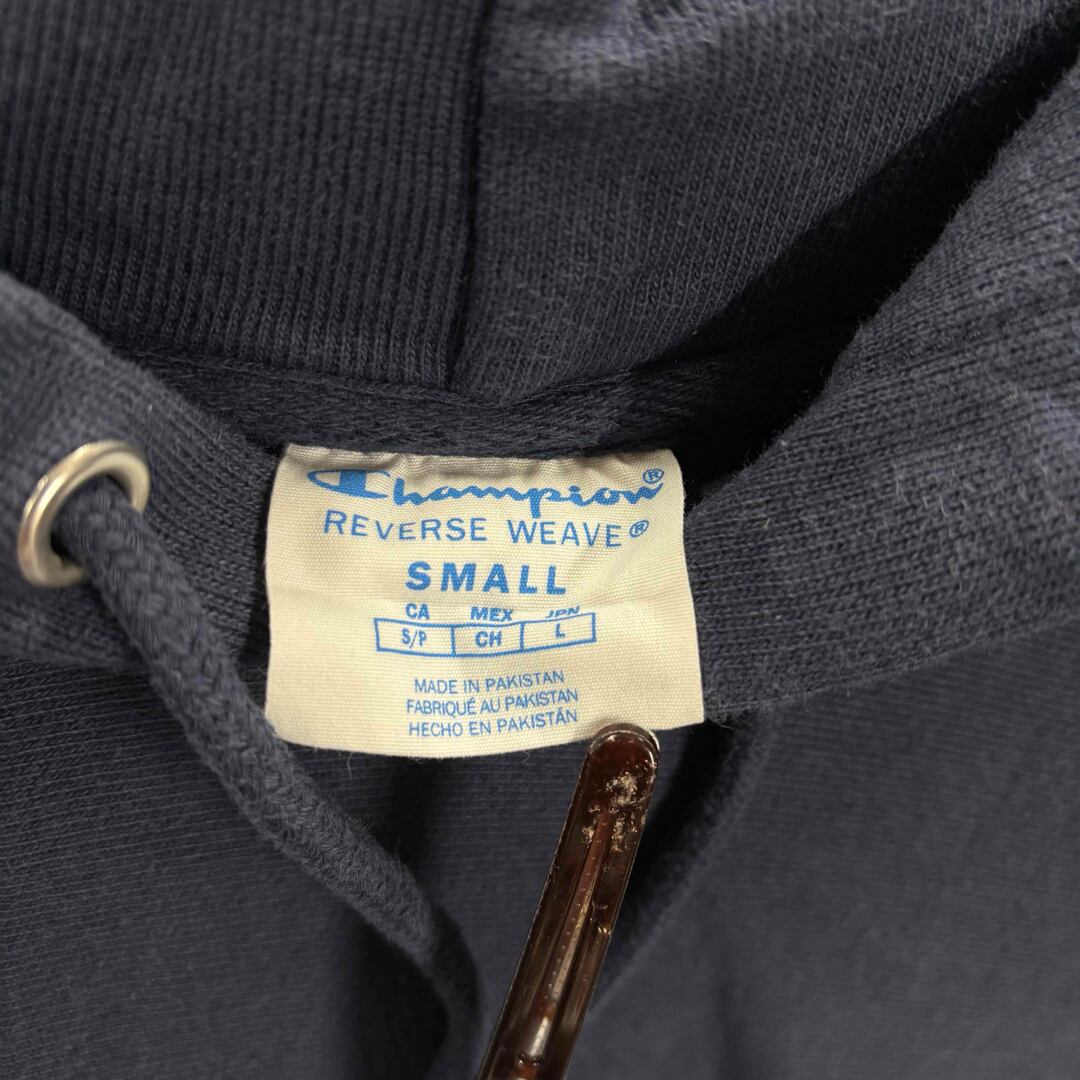 Champion®
REVERSE WEAVE®
SMALL
CA MEX JPN
S/P CH L
MADE IN PAKISTAN
FABRIQUÉ AU PAKISTAN
HECHO EN PAKISTÁN